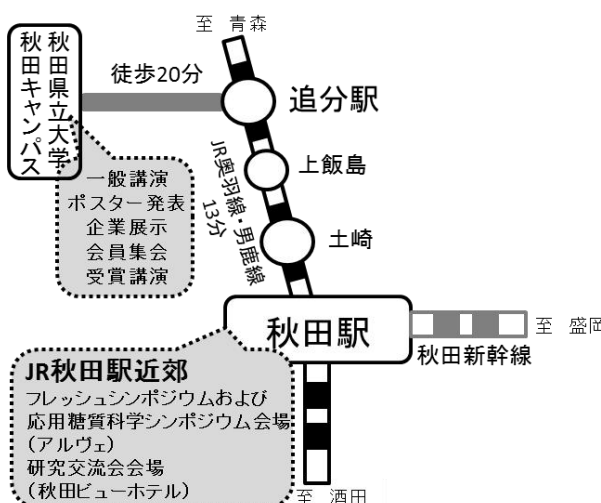 至 青森
秋田県立大学
秋田キャンパス
徒歩20分
追分駅
上飯島
JR奥羽線・男鹿線
13分
土崎
一般講演
ポスター発表
企業展示
会員集会
受賞講演
秋田駅
至 盛岡
秋田新幹線
JR秋田駅近郊
フレッシュシンポジウムおよび
応用糖質科学シンポジウム会場
(アルヴェ)
研究交流会会場
(秋田ビューホテル)
至 酒田